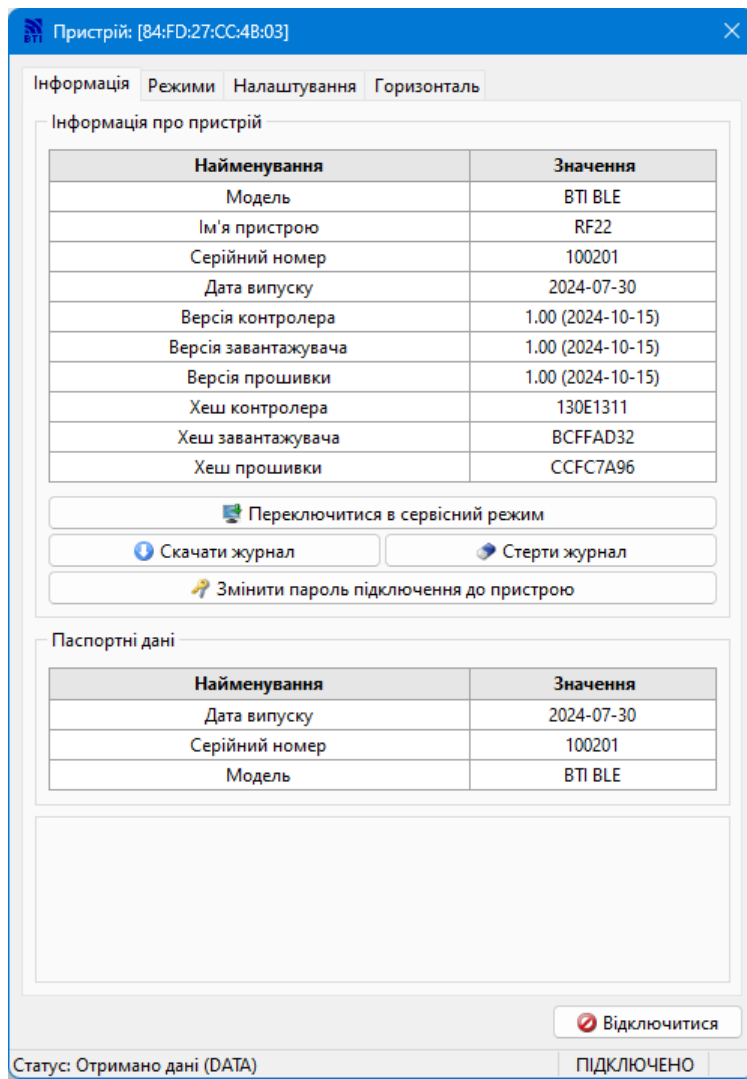 BTI
Пристрій: [84:FD:27:CC:4B:03]
Інформація Режими Налаштування Горизонталь
Інформація про пристрій
Найменування Значення
Модель BTI BLE
Ім'я пристрою RF22
Серійний номер 100201
Дата випуску 2024-07-30
Версія контролера 1.00 (2024-10-15)
Версія завантажувача 1.00 (2024-10-15)
Версія прошивки 1.00 (2024-10-15)
Хеш контролера 130E1311
Хеш завантажувача BCFFAD32
Хеш прошивки CCFC7A96
Переключитися в сервісний режим
Скачати журнал Стерти журнал
Змінити пароль підключення до пристрою
Паспортні дані
Найменування Значення
Дата випуску 2024-07-30
Серійний номер 100201
Модель BTI BLE
Відключитися
Статус: Отримано дані (DATA) ПІДКЛЮЧЕНО